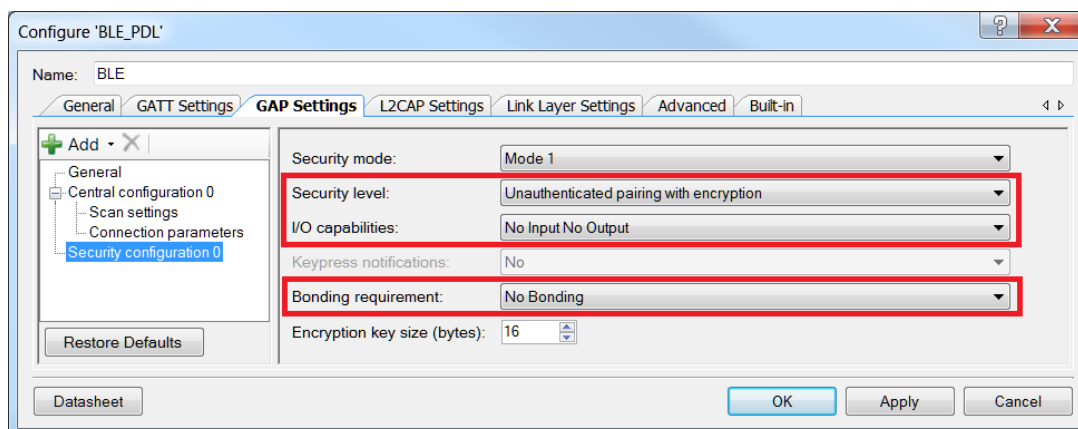 Configure 'BLE_PDL'
Name: BLE
General GATT Settings GAP Settings L2CAP Settings Link Layer Settings Advanced Built-in
Add
General
Central configuration 0
Scan settings
Connection parameters
Security configuration 0
Restore Defaults
Security mode: Mode 1
Security level: Unauthenticated pairing with encryption
I/O capabilities: No Input No Output
Keypress notifications: No
Bonding requirement: No Bonding
Encryption key size (bytes): 16
Datasheet OK Apply Cancel